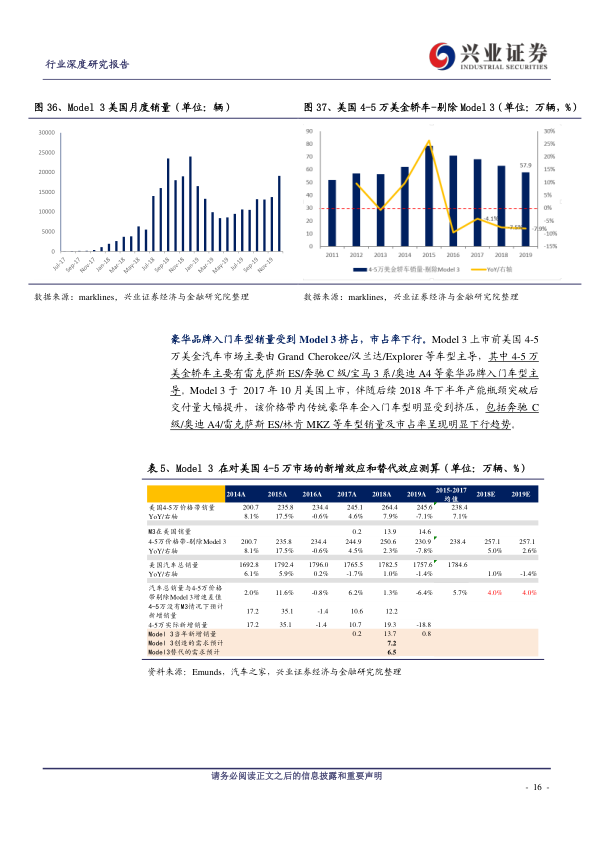 行业深度研究报告
兴业证券
INDUSTRIAL SECURITIES
图 36、Model 3 美国月度销量（单位：辆）
图 37、美国 4-5 万美金轿车-剔除 Model 3（单位：万辆，%）
30000
25000
20000
15000
10000
5000
0
Jul-17 Sep-17 Nov-17 Jan-18 Mar-18 May-18 Jul-18 Sep-18 Nov-18 Jan-19 Mar-19 May-19 Jul-19 Sep-19 Nov-19
90 80 70 60 50 40 30 20 10 0
30% 25% 20% 15% 10% 5% 0% -5% -10% -15%
57.9
-4.1%
-7.9%
2011 2012 2013 2014 2015 2016 2017 2018 2019
4-5万美金轿车销量-剔除Model 3 YoY/右轴
数据来源：marklines，兴业证券经济与金融研究院整理
数据来源：marklines，兴业证券经济与金融研究院整理
豪华品牌入门车型销量受到 Model 3 挤占，市占率下行。Model 3 上市前美国 4-5
万美金汽车市场主要由 Grand Cherokee/汉兰达/Explorer 等车型主导，其中 4-5 万
美金轿车主要有雷克萨斯 ES/奔驰 C 级/宝马 3 系/奥迪 A4 等豪华品牌入门车型主
导。Model 3 于 2017 年 10 月美国上市，伴随后续 2018 年下半年产能瓶颈突破后
交付量大幅提升，该价格带内传统豪华车企入门车型明显受到挤压，包括奔驰 C
级/奥迪 A4/雷克萨斯 ES/林肯 MKZ 等车型销量及市占率呈现明显下行趋势。
表 5、Model 3 在对美国 4-5 万市场的新增效应和替代效应测算（单位：万辆、%）
2014A 2015A 2016A 2017A 2018A 2019A 2015-2017均值 2018E 2019E
美国4-5万价格带销量 200.7 235.8 234.4 245.1 264.4 245.6 238.4
YoY/右轴 8.1% 17.5% -0.6% 4.6% 7.9% -7.1% 7.1%
M3在美国销量 0.2 13.9 14.6
4-5万价格带-剔除Model 3 200.7 235.8 234.4 244.9 250.6 230.9 238.4 257.1 257.1
YoY/右轴 8.1% 17.5% -0.6% 4.5% 2.3% -7.8% 5.0% 2.6%
美国汽车总销量 1692.8 1792.4 1796.0 1765.5 1782.5 1757.6 1784.6
YoY/右轴 6.1% 5.9% 0.2% -1.7% 1.0% -1.4% 1.0% -1.4%
汽车总销量与4-5万价格
带剔除Model 3增速差值 2.0% 11.6% -0.8% 6.2% 1.3% -6.4% 5.7% 4.0% 4.0%
4-5万没有M3情况下预计
新增销量 17.2 35.1 -1.4 10.6 12.2
4-5万实际新增销量 17.2 35.1 -1.4 10.7 19.3 -18.8
Model 3当年新增销量 0.2 13.7 0.8
Model 3创造的需求预计 7.2
Model3替代的需求预计 6.5
资料来源：Emunds，汽车之家，兴业证券经济与金融研究院整理
请务必阅读正文之后的信息披露和重要声明
- 16 -